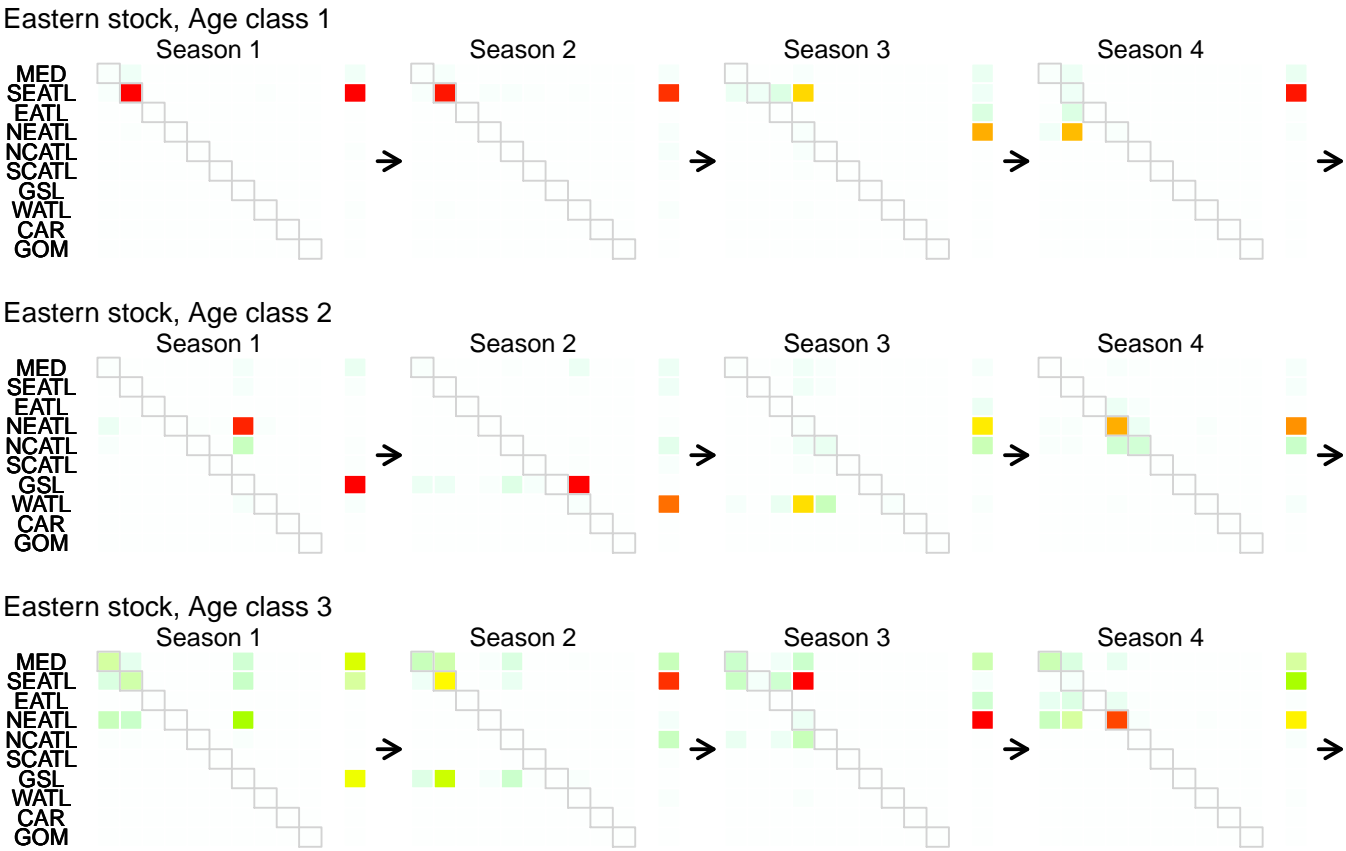 Eastern stock, Age class 1
Season 1 Season 2 Season 3 Season 4
MED
SEATL
EATL
NEATL
NCATL
SCATL
GSL
WATL
CAR
GOM
Eastern stock, Age class 2
Season 1 Season 2 Season 3 Season 4
MED
SEATL
EATL
NEATL
NCATL
SCATL
GSL
WATL
CAR
GOM
Eastern stock, Age class 3
Season 1 Season 2 Season 3 Season 4
MED
SEATL
EATL
NEATL
NCATL
SCATL
GSL
WATL
CAR
GOM